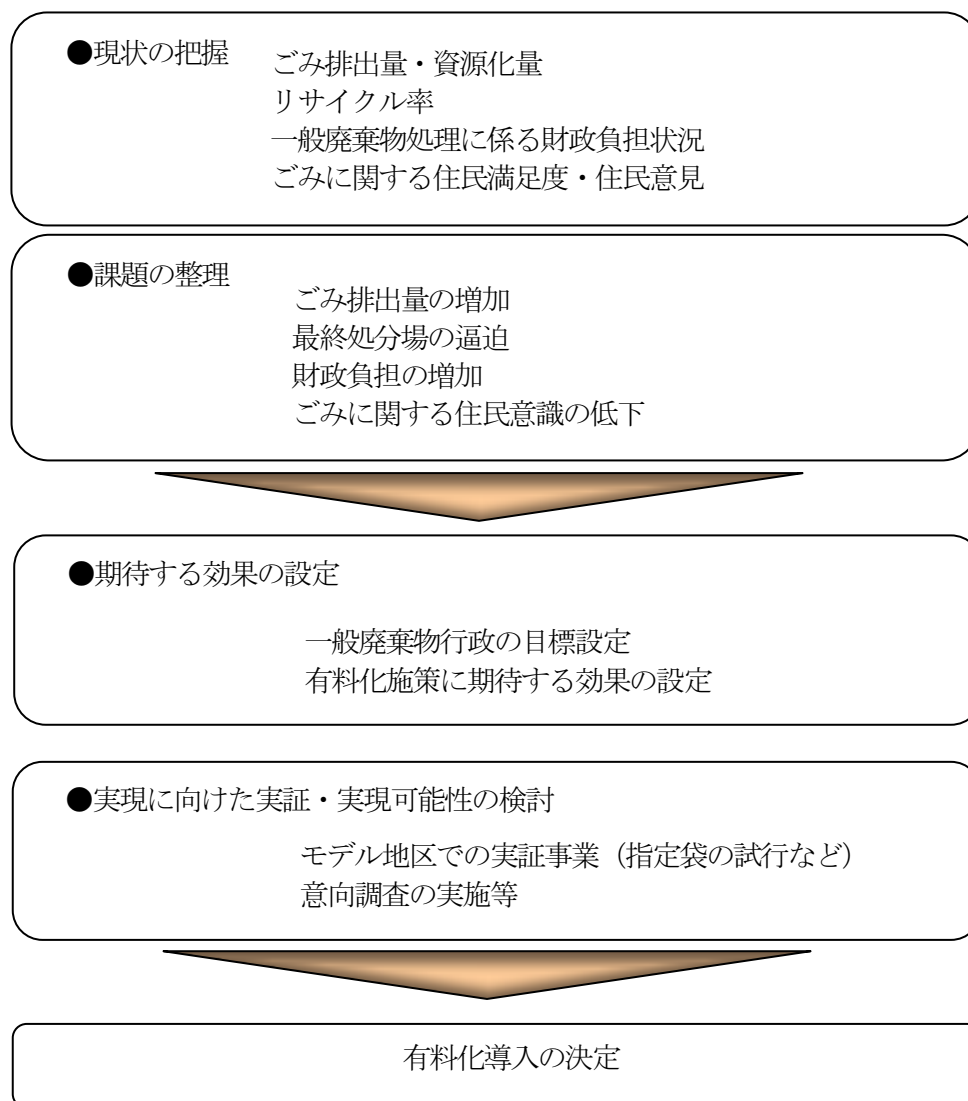 ●現状の把握
ごみ排出量・資源化量
リサイクル率
一般廃棄物処理に係る財政負担状況
ごみに関する住民満足度・住民意見
●課題の整理
ごみ排出量の増加
最終処分場の逼迫
財政負担の増加
ごみに関する住民意識の低下
●期待する効果の設定
一般廃棄物行政の目標設定
有料化施策に期待する効果の設定
●実現に向けた実証・実現可能性の検討
モデル地区での実証事業（指定袋の試行など）
意向調査の実施等
有料化導入の決定